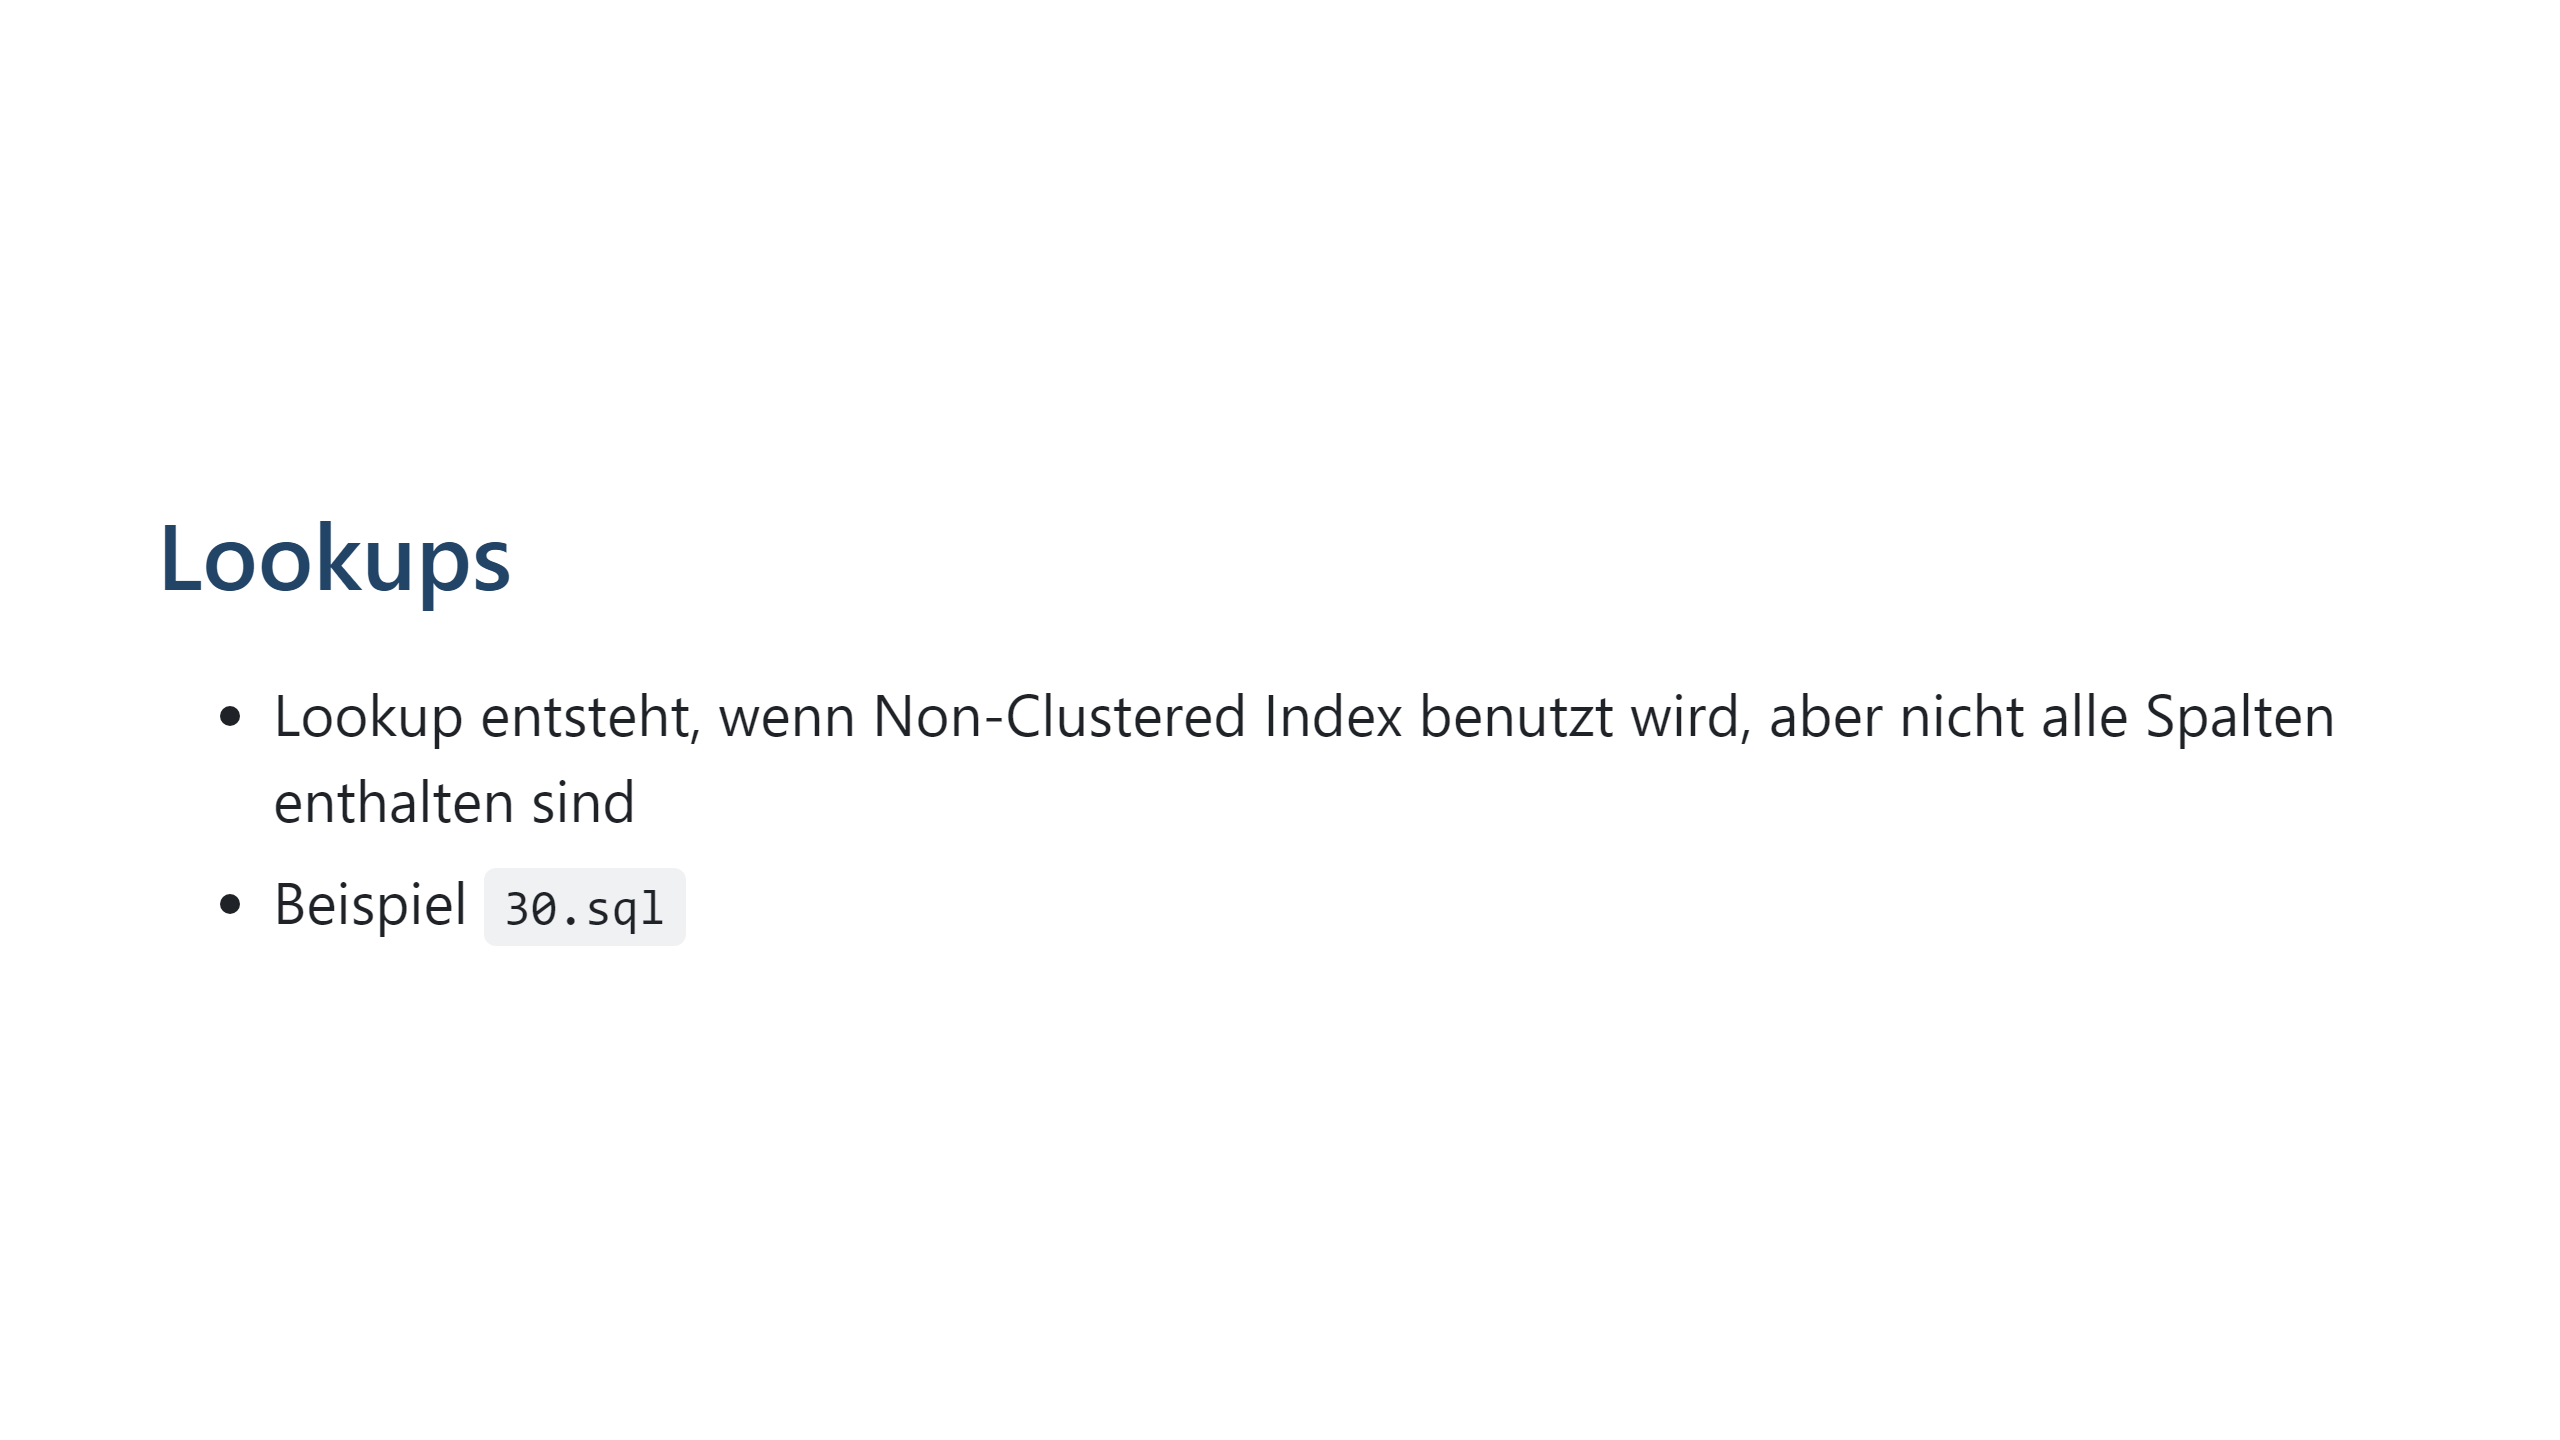 Lookups
• Lookup entsteht, wenn Non-Clustered Index benutzt wird, aber nicht alle Spalten
enthalten sind
• Beispiel 30.sql